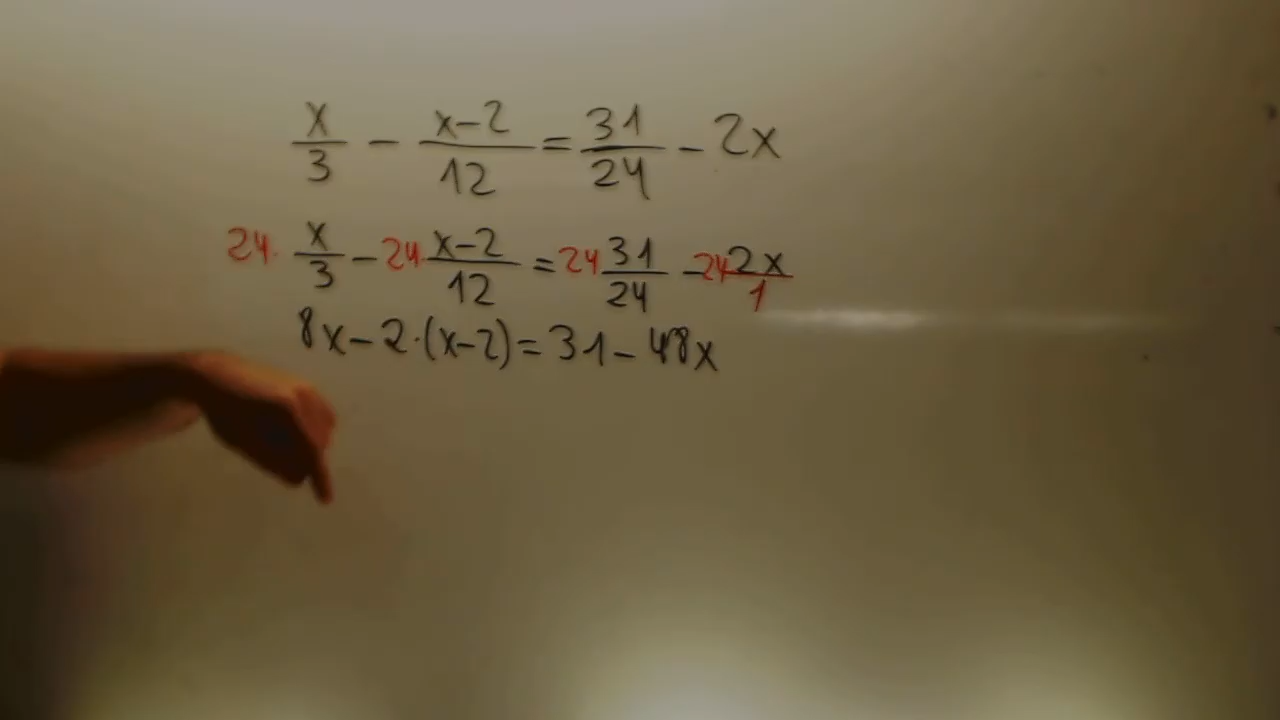 x/3 - x-2/12 = 31/24 - 2x
24· x/3 - 24 x-2/12 = 24 31/24 - 24 2x/1
8x - 2·(x-2) = 31 - 48x